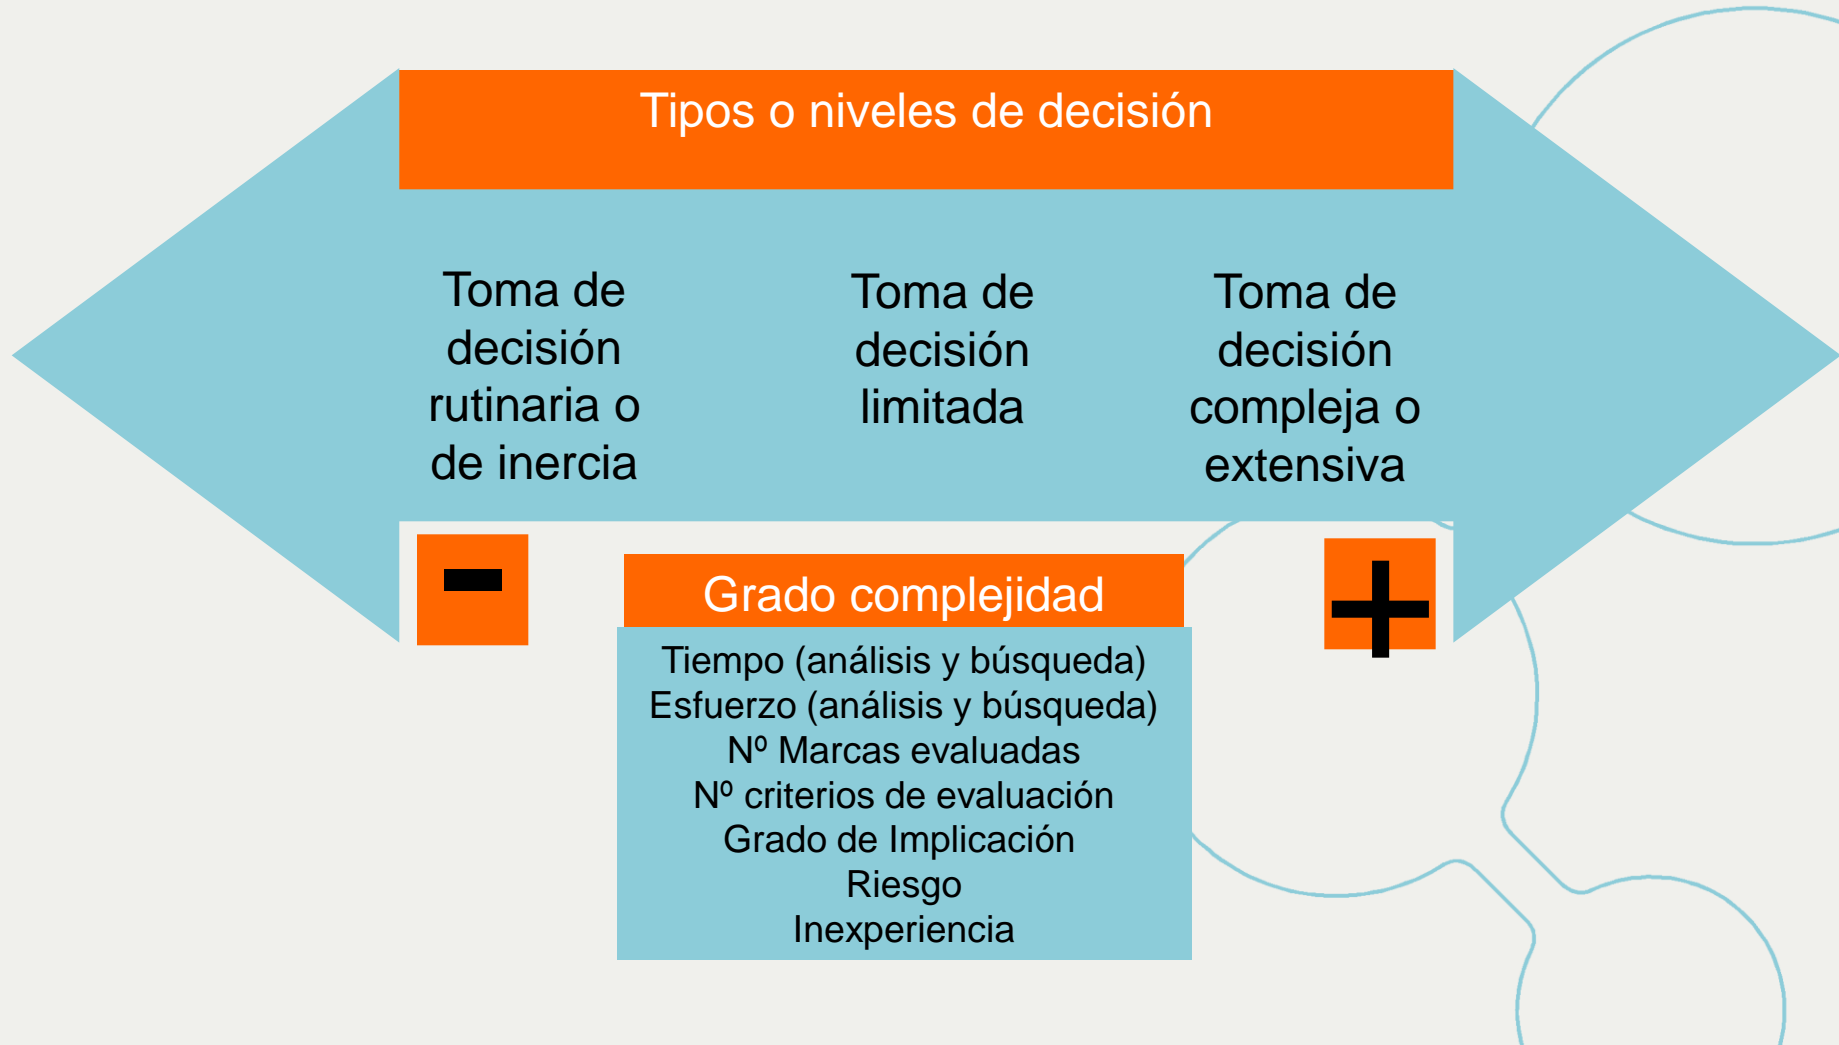 Tipos o niveles de decisión
Toma de
decisión
rutinaria o
de inercia
Toma de
decisión
limitada
Toma de
decisión
compleja o
extensiva
-
+
Grado complejidad
Tiempo (análisis y búsqueda)
Esfuerzo (análisis y búsqueda)
Nº Marcas evaluadas
Nº criterios de evaluación
Grado de Implicación
Riesgo
Inexperiencia